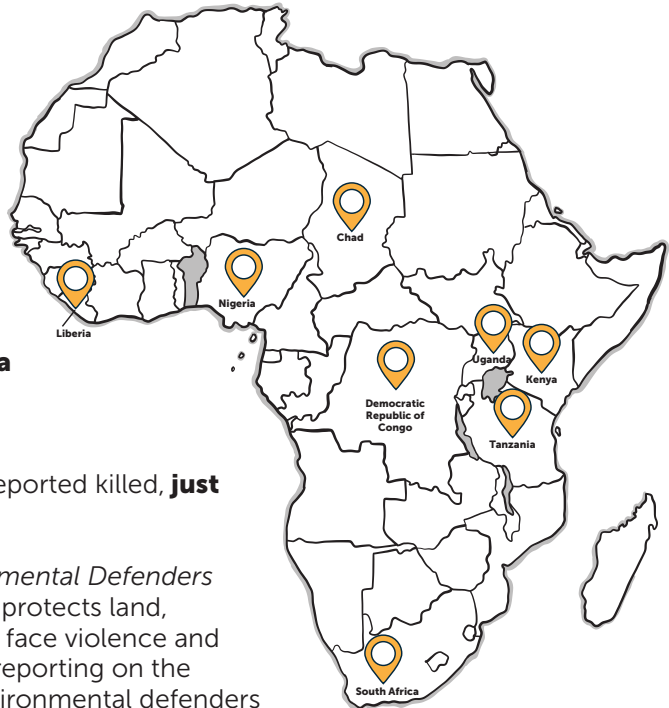 Chad
Nigeria
Liberia
Uganda
Kenya
a
Democratic
Republic of
Congo
Tanzania
eported killed, just
mental Defenders
protects land,
face violence and
reporting on the
vironmental defenders
South Africa